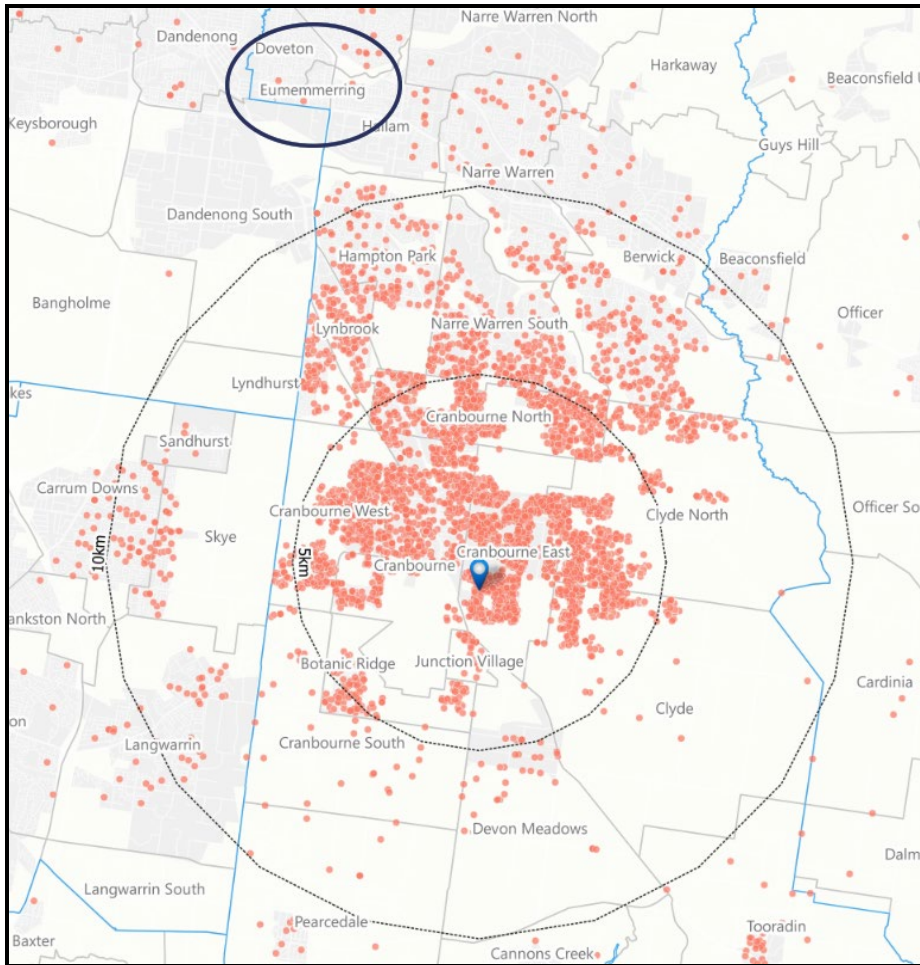 Narre Warren North
Dandenong
Doveton
Harkaway
Beaconsfield U
Eumemmerring
Keysborough
Hallam
Guys Hill
Narre Warren
Dandenong South
Hampton Park
Berwick
Beaconsfield
Bangholme
Officer
Lynbrook
Narre Warren South
Lyndhurst
kes
Cranbourne North
Sandhurst
Carrum Downs
Cranbourne West
Clyde North
Officer So
Skye
10km
5km
Cranbourne
Cranbourne East
ankston North
Botanic Ridge
Junction Village
Cardinia
Clyde
on
Langwarrin
Cranbourne South
Devon Meadows
Dalm
Langwarrin South
Pearcedale
Tooradin
Baxter
Cannons Creek